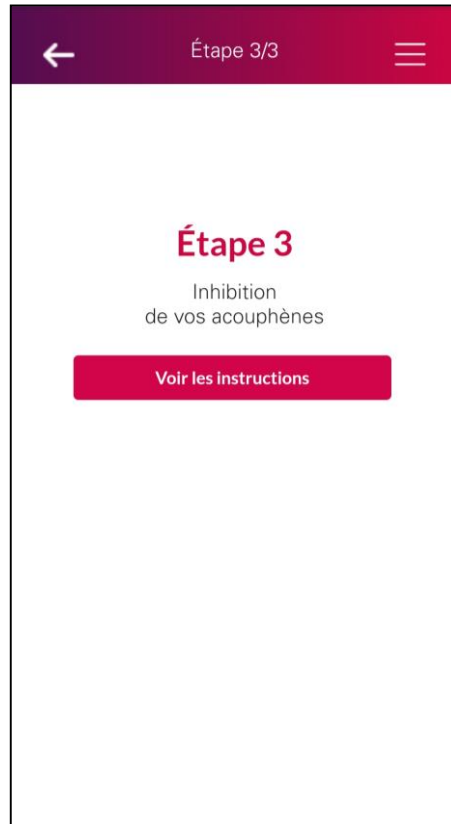 Étape 3/3
Étape 3
Inhibition
de vos acouphènes
Voir les instructions